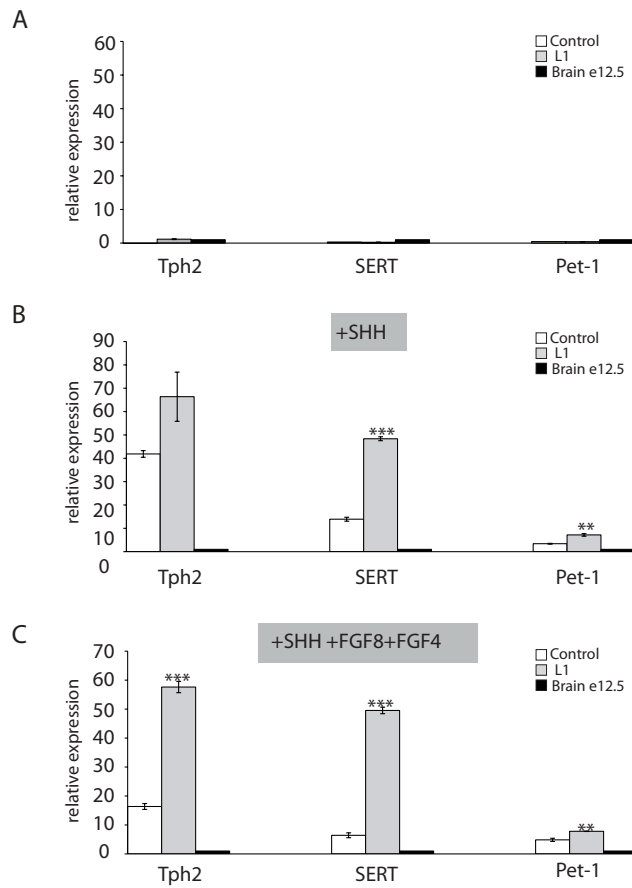 A
60
50
40
30
20
10
0
relative expression
Control
L1
Brain e12.5
Tph2 SERT Pet-1
B
+SHH
90
80
70
60
50
40
30
20
10
0
relative expression
Control
L1
Brain e12.5
***
**
Tph2 SERT Pet-1
C
+SHH +FGF8+FGF4
70
60
50
40
30
20
10
0
relative expression
Control
L1
Brain e12.5
*** ***
**
Tph2 SERT Pet-1